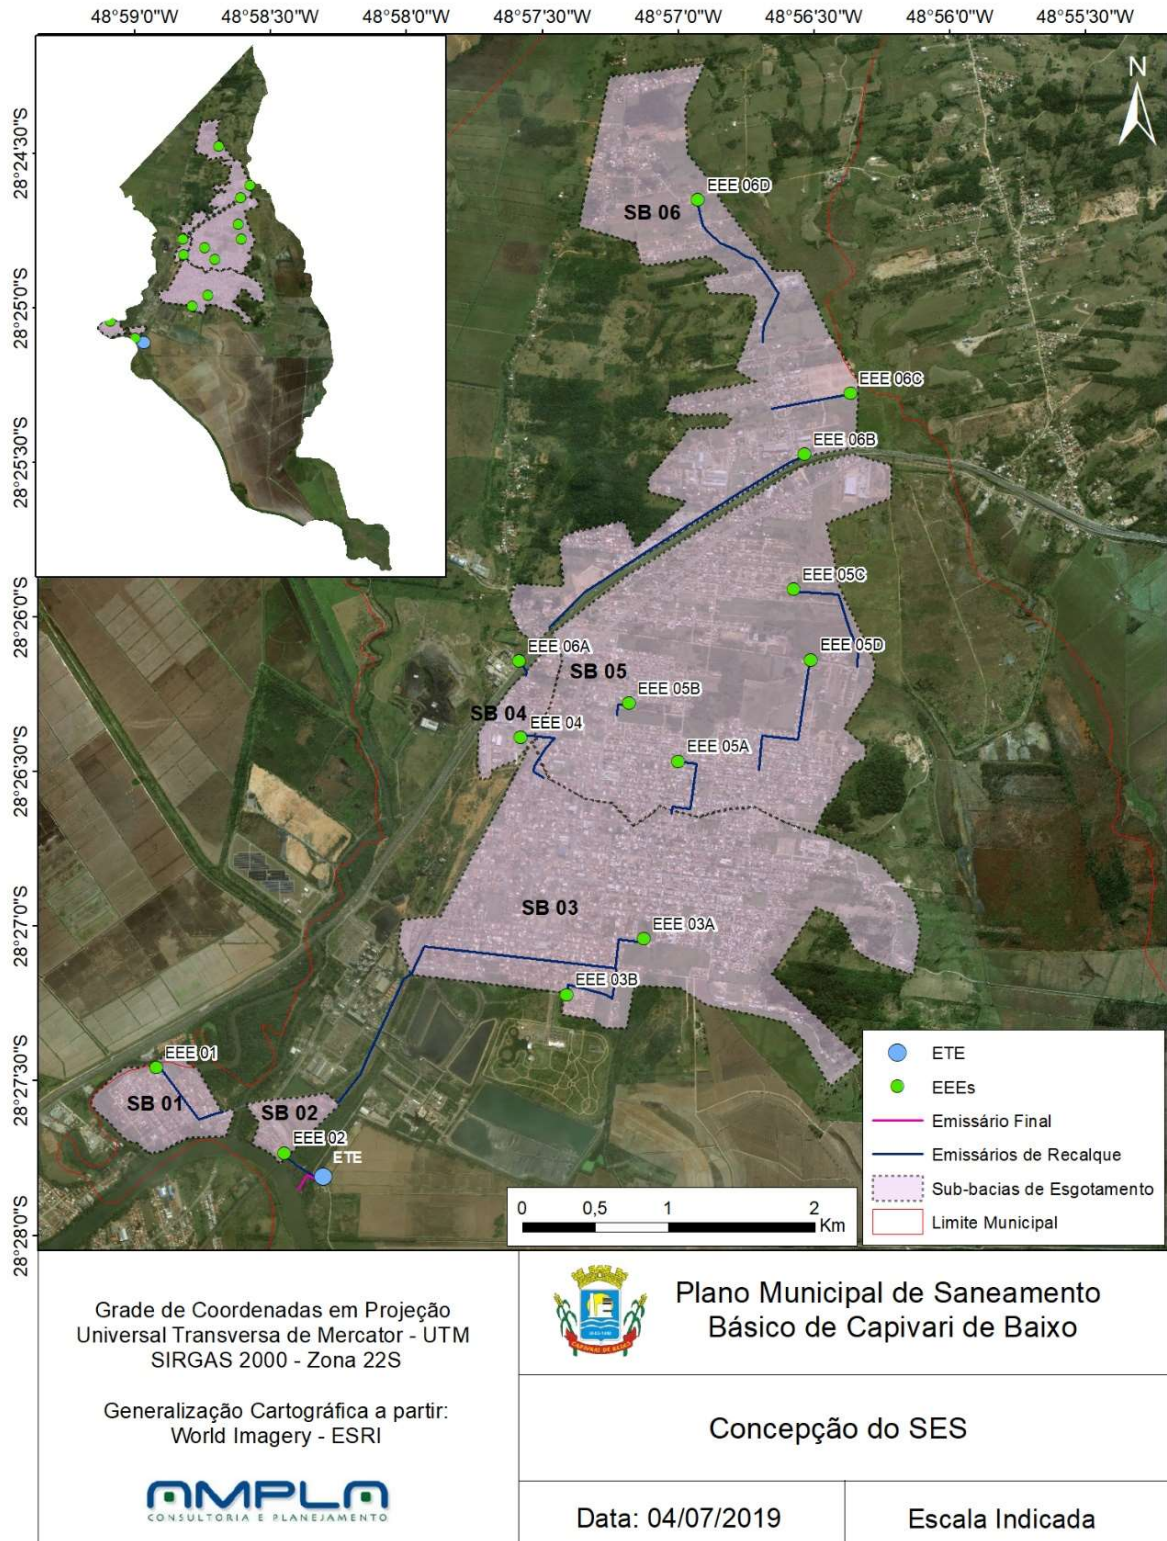 48°59'0"W
48°58'30"W
48°58'0"W
48°57'30"W
48°57'0"W
48°56'30"W
48°56'0"W
48°55'30"W
28°24'30"S
28°25'0"S
28°25'30"S
28°26'0"S
28°26'30"S
28°27'0"S
28°27'30"S
28°28'0"S
N
EEE 06D
SB 06
EEE 06C
EEE 06B
EEE 05C
EEE 05D
EEE 06A
SB 05
EEE 05B
SB 04
EEE 04
EEE 05A
SB 03
EEE 03A
EEE 03B
EEE 01
SB 01
SB 02
EEE 02
ETE
ETE
EEEs
Emissário Final
Emissários de Recalque
Sub-bacias de Esgotamento
Limite Municipal
0 0,5 1 2
Km
Grade de Coordenadas em Projeção
Universal Transversa de Mercator - UTM
SIRGAS 2000 - Zona 22S
Generalização Cartográfica a partir:
World Imagery - ESRI
AMPLA
CONSULTORIA E PLANEJAMENTO
CAPIVARI DE BAIXO
Plano Municipal de Saneamento
Básico de Capivari de Baixo
Concepção do SES
Data: 04/07/2019
Escala Indicada